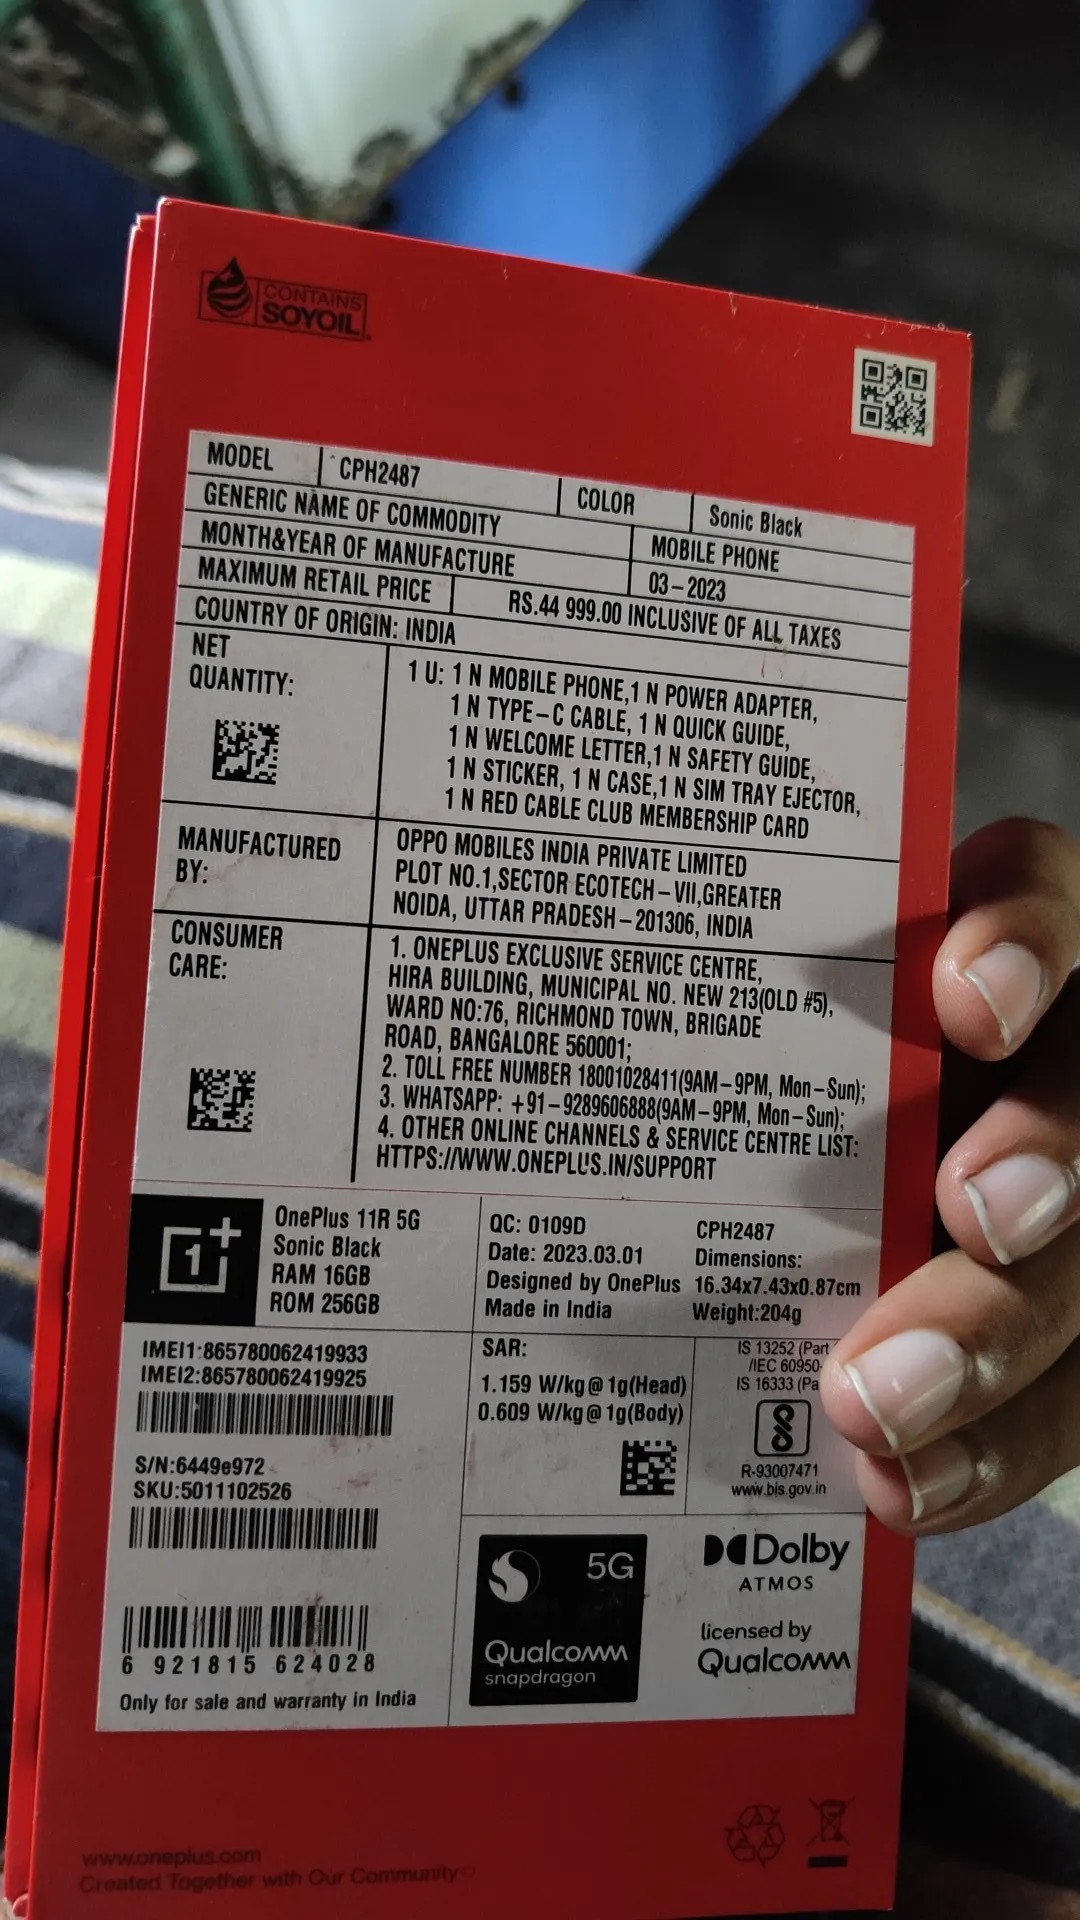 CONTAINS
SOYOIL
MODEL CPH2487 COLOR Sonic Black
GENERIC NAME OF COMMODITY MOBILE PHONE
MONTH&YEAR OF MANUFACTURE 03-2023
MAXIMUM RETAIL PRICE RS.44 999.00 INCLUSIVE OF ALL TAXES
COUNTRY OF ORIGIN: INDIA
NET
QUANTITY:
1 U: 1 N MOBILE PHONE,1 N POWER ADAPTER,
1 N TYPE-C CABLE, 1 N QUICK GUIDE,
1 N WELCOME LETTER,1 N SAFETY GUIDE,
1 N STICKER, 1 N CASE,1 N SIM TRAY EJECTOR,
1 N RED CABLE CLUB MEMBERSHIP CARD
MANUFACTURED
BY:
OPPO MOBILES INDIA PRIVATE LIMITED
PLOT NO.1,SECTOR ECOTECH-VII,GREATER
NOIDA, UTTAR PRADESH-201306, INDIA
CONSUMER
CARE:
1. ONEPLUS EXCLUSIVE SERVICE CENTRE,
HIRA BUILDING, MUNICIPAL NO. NEW 213(OLD #5),
WARD NO:76, RICHMOND TOWN, BRIGADE
ROAD, BANGALORE 560001;
2. TOLL FREE NUMBER 18001028411(9AM-9PM, Mon-Sun);
3. WHATSAPP: +91-9289606888(9AM-9PM, Mon-Sun);
4. OTHER ONLINE CHANNELS & SERVICE CENTRE LIST:
HTTPS://WWW.ONEPLUS.IN/SUPPORT
OnePlus 11R 5G
Sonic Black
RAM 16GB
ROM 256GB
QC: 0109D
Date: 2023.03.01
Designed by OnePlus
Made in India
CPH2487
Dimensions:
16.34x7.43x0.87cm
Weight:204g
IMEI1:865780062419933
IMEI2:865780062419925
S/N:6449e972
SKU:5011102526
6 921815 624028
Only for sale and warranty in India
SAR:
1.159 W/kg@1g(Head)
0.609 W/kg@1g(Body)
IS 13252 (Part
/IEC 60950-
IS 16333 (Pa
R-93007471
www.bis.gov.in
5G
Qualcomm
snapdragon
Dolby
ATMOS
licensed by
Qualcomm
www.oneplus.com
Created Together with Our Community